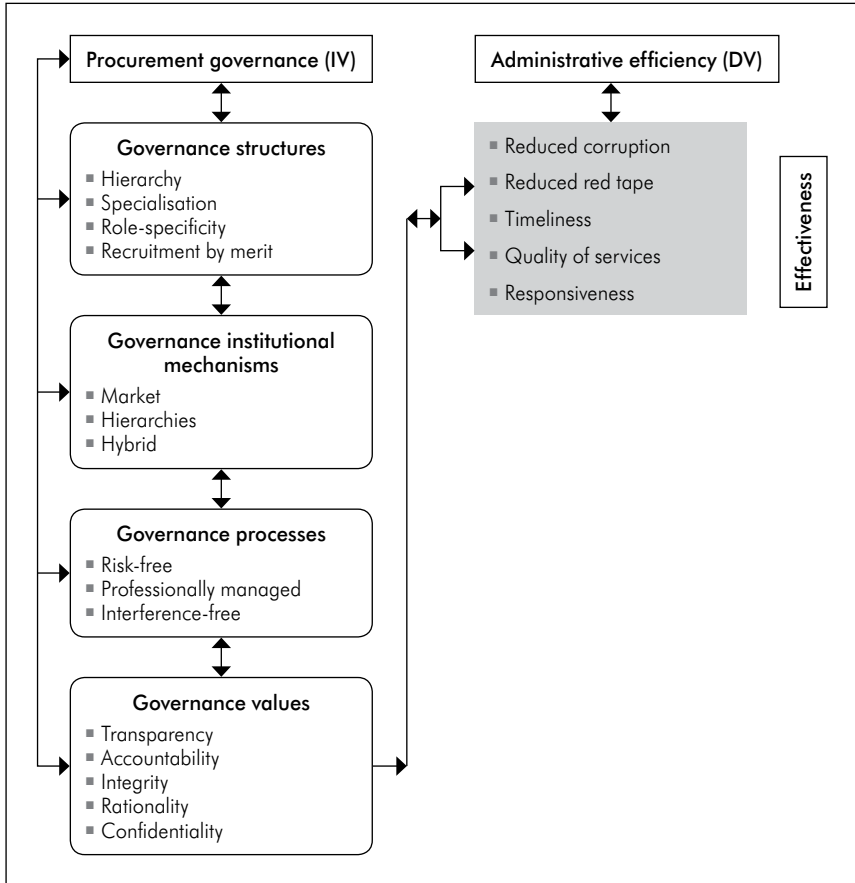 Procurement governance (IV)
Governance structures
■ Hierarchy
■ Specialisation
■ Role-specificity
■ Recruitment by merit
Governance institutional
mechanisms
■ Market
■ Hierarchies
■ Hybrid
Governance processes
■ Risk-free
■ Professionally managed
■ Interference-free
Governance values
■ Transparency
■ Accountability
■ Integrity
■ Rationality
■ Confidentiality
Administrative efficiency (DV)
■ Reduced corruption
■ Reduced red tape
■ Timeliness
■ Quality of services
■ Responsiveness
Effectiveness